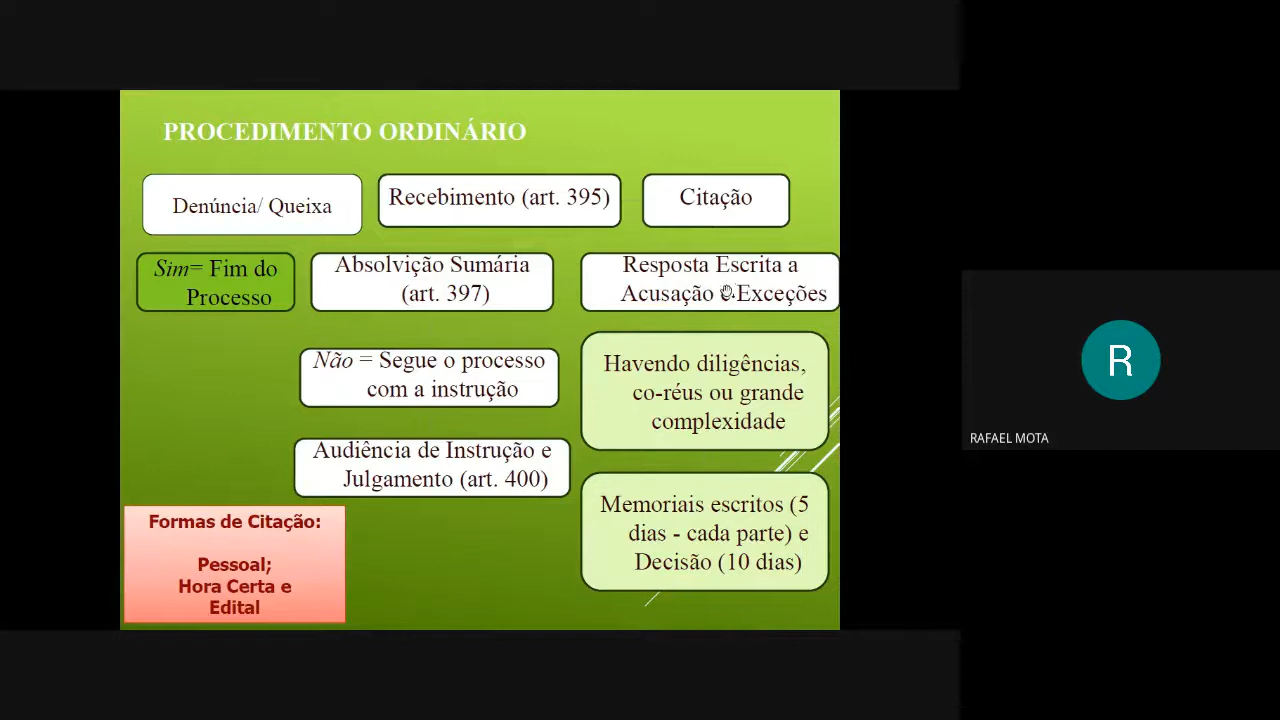 PROCEDIMENTO ORDINÁRIO
Denúncia/ Queixa
Recebimento (art. 395)
Citação
Sim= Fim do
Processo
Absolvição Sumária
(art. 397)
Resposta Escrita a
Acusação e Exceções
Não = Segue o processo
com a instrução
Havendo diligências,
co-réus ou grande
complexidade
Audiência de Instrução e
Julgamento (art. 400)
Memoriais escritos (5
dias - cada parte) e
Decisão (10 dias)
Formas de Citação:
Pessoal;
Hora Certa e
Edital
R
RAFAEL MOTA